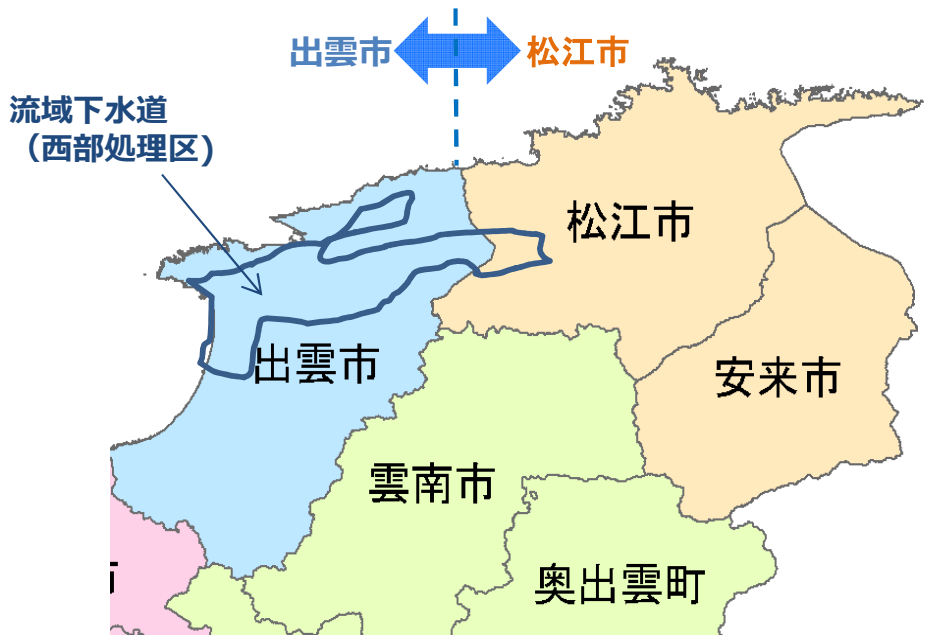 出雲市
松江市
流域下水道
（西部処理区)
松江市
出雲市
安来市
雲南市
奥出雲町